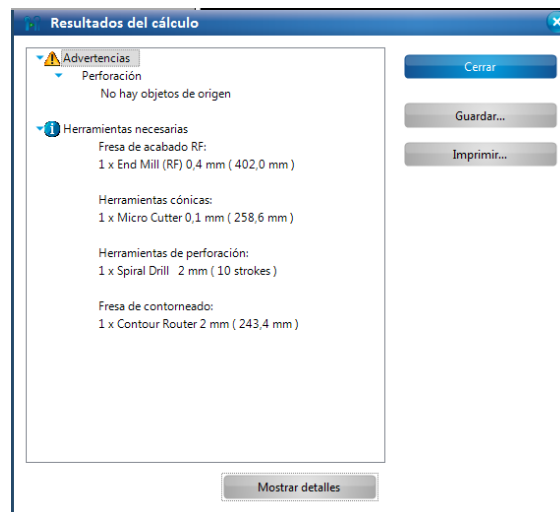 Resultados del cálculo
Advertencias
Perforación
No hay objetos de origen
Herramientas necesarias
Fresa de acabado RF:
1 x End Mill (RF) 0,4 mm ( 402,0 mm )
Herramientas cónicas:
1 x Micro Cutter 0,1 mm ( 258,6 mm )
Herramientas de perforación:
1 x Spiral Drill 2 mm ( 10 strokes )
Fresa de contorneado:
1 x Contour Router 2 mm ( 243,4 mm )
Cerrar
Guardar...
Imprimir...
Mostrar detalles